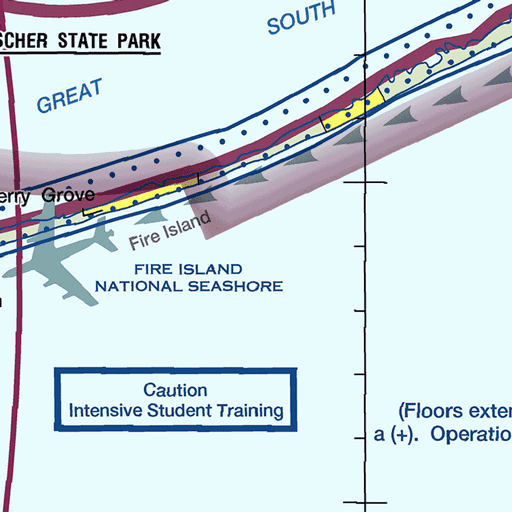 SOUTH
SCHER STATE PARK
GREAT
erry Grove
Fire Island
FIRE ISLAND
NATIONAL SEASHORE
Caution
Intensive Student Training
(Floors exter
a (+). Operatio